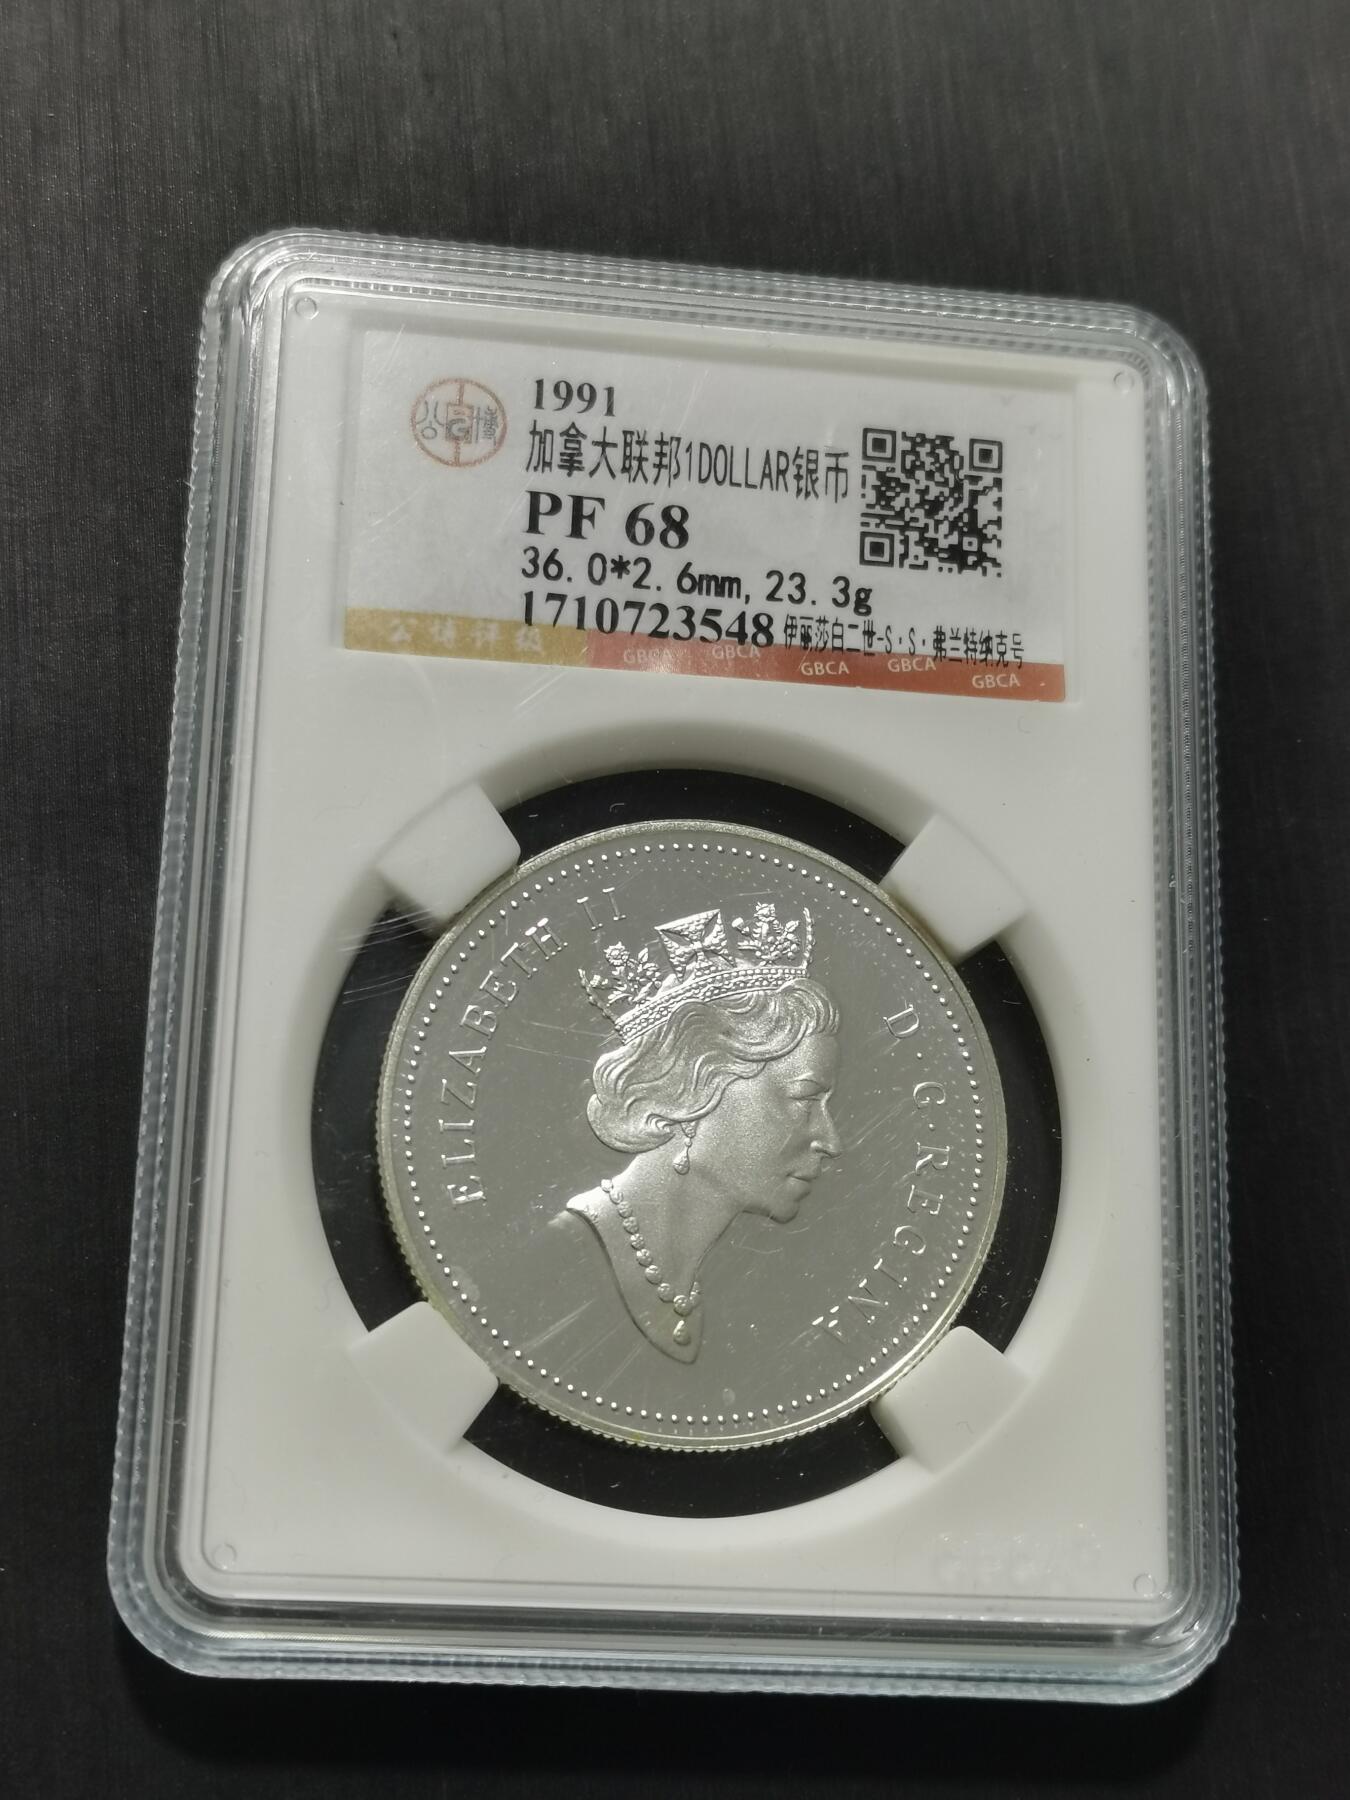 公博
1991
加拿大联邦1DOLLAR银币
PF 68
36.0*2.6mm,23.3g
1710723548 伊丽莎白二世-S·S·弗兰特纳克号
公博评级 GBCA GBCA GBCA GBCA GBCA
ELIZABETH II D·G·REGINA